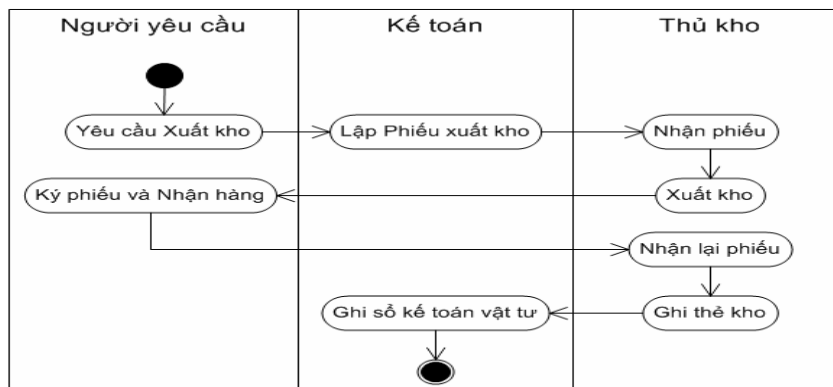 Người yêu cầu
Kế toán
Thủ kho
Yêu cầu Xuất kho
Lập Phiếu xuất kho
Nhận phiếu
Ký phiếu và Nhận hàng
Xuất kho
Nhận lại phiếu
Ghi sổ kế toán vật tư
Ghi thẻ kho